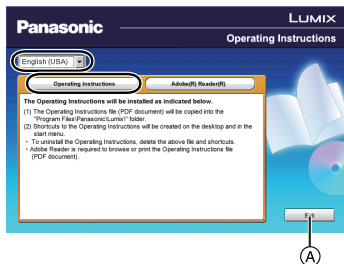 Panasonic
LUMIX
Operating Instructions
English (USA)
Operating Instructions
Adobe(R) Reader(R)
The Operating Instructions will be installed as indicated below.
(1) The Operating Instructions file (PDF document) will be copied into the
"Program Files\Panasonic\Lumix\" folder.
(2) Shortcuts to the Operating Instructions will be created on the desktop and in the
start menu.
・ To uninstall the Operating Instructions, delete the above file and shortcuts.
・ Adobe Reader is required to browse or print the Operating Instructions file
(PDF document).
Exit
A